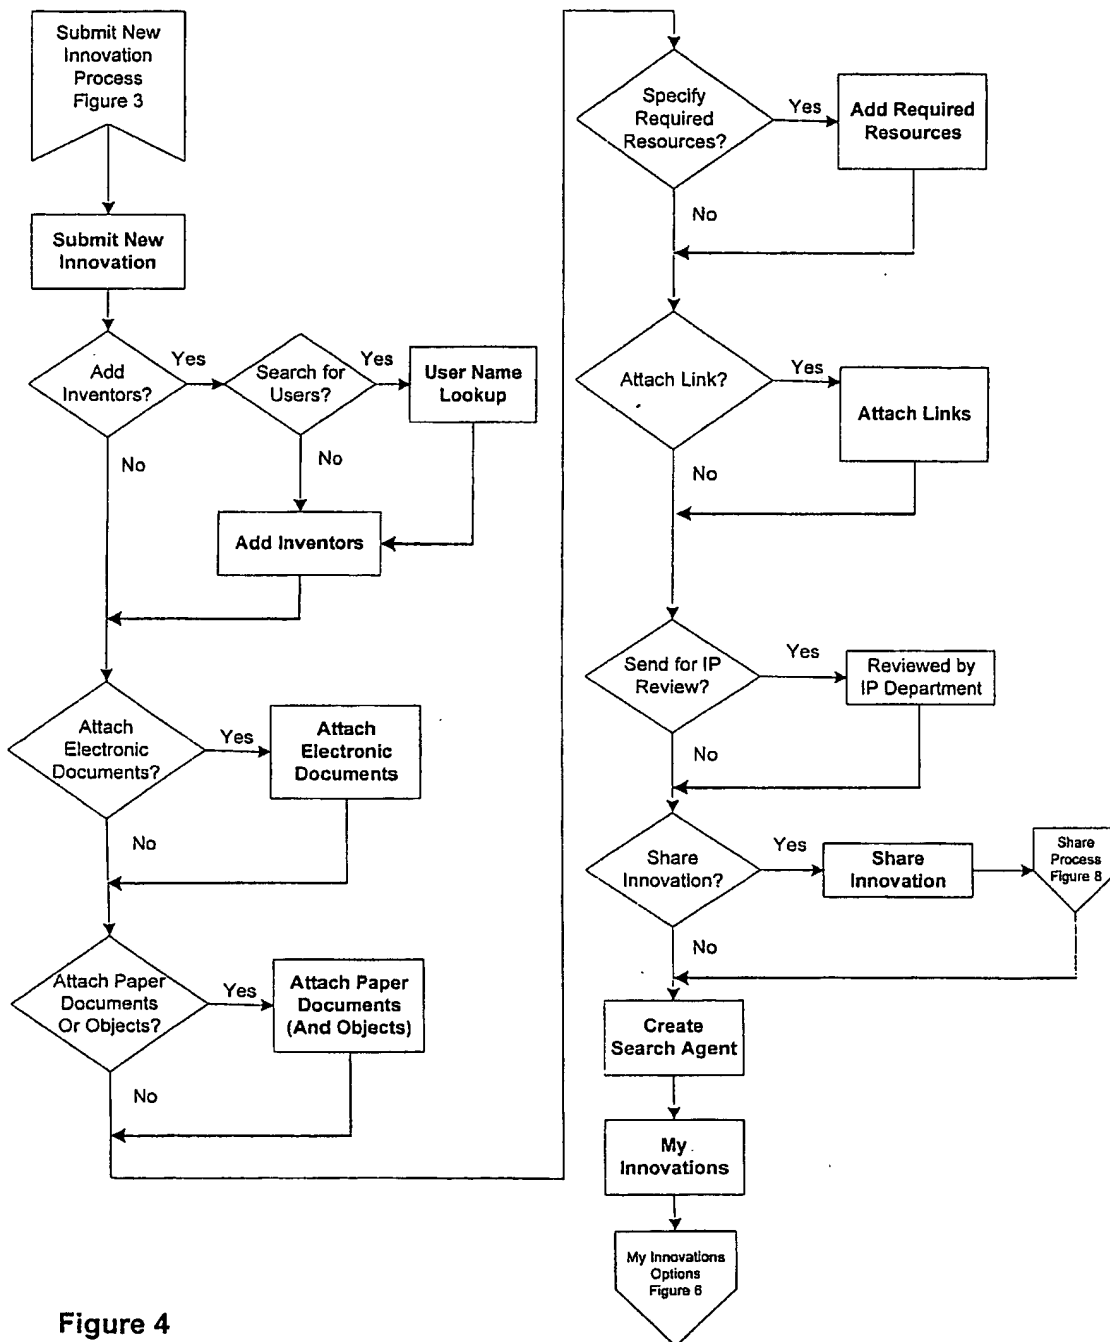 Submit New
Innovation
Process
Figure 3
Submit New
Innovation
Add
Inventors?
Yes
No
Search for
Users?
Yes
No
User Name
Lookup
Add Inventors
Attach
Electronic
Documents?
Yes
No
Attach
Electronic
Documents
Attach Paper
Documents
Or Objects?
Yes
No
Attach Paper
Documents
(And Objects)
Specify
Required
Resources?
Yes
No
Add Required
Resources
Attach Link?
Yes
No
Attach Links
Send for IP
Review?
Yes
No
Reviewed by
IP Department
Share
Innovation?
Yes
No
Share
Innovation
Share
Process
Figure 8
Create
Search Agent
My
Innovations
My Innovations
Options
Figure 6
Figure 4